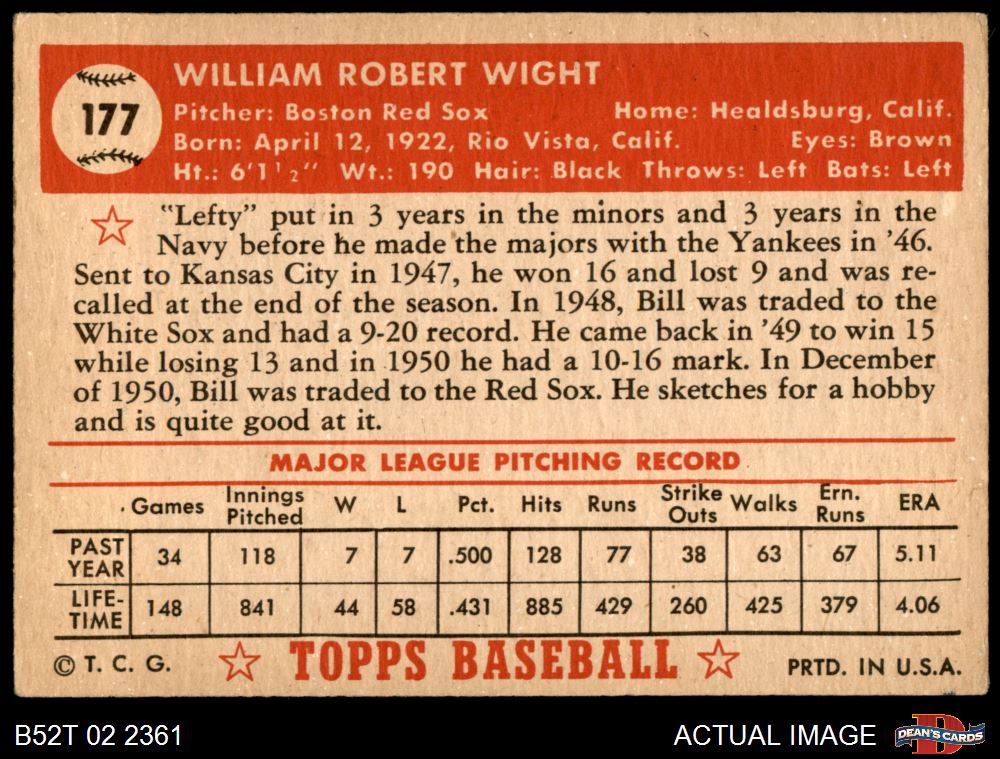 177
WILLIAM ROBERT WIGHT
Pitcher: Boston Red Sox Home: Healdsburg, Calif.
Born: April 12, 1922, Rio Vista, Calif. Eyes: Brown
Ht.: 6'1 1/2" Wt.: 190 Hair: Black Throws: Left Bats: Left
"Lefty" put in 3 years in the minors and 3 years in the
Navy before he made the majors with the Yankees in '46.
Sent to Kansas City in 1947, he won 16 and lost 9 and was re-
called at the end of the season. In 1948, Bill was traded to the
White Sox and had a 9-20 record. He came back in '49 to win 15
while losing 13 and in 1950 he had a 10-16 mark. In December
of 1950, Bill was traded to the Red Sox. He sketches for a hobby
and is quite good at it.
MAJOR LEAGUE PITCHING RECORD
Games Innings Pitched W L Pct. Hits Runs Strike Outs Walks Ern. Runs ERA
PAST YEAR 34 118 7 7 .500 128 77 38 63 67 5.11
LIFE-TIME 148 841 44 58 .431 885 429 260 425 379 4.06
© T. C. G. TOPPS BASEBALL PRTD. IN U.S.A.
B52T 02 2361 ACTUAL IMAGE D DEAN'S CARDS